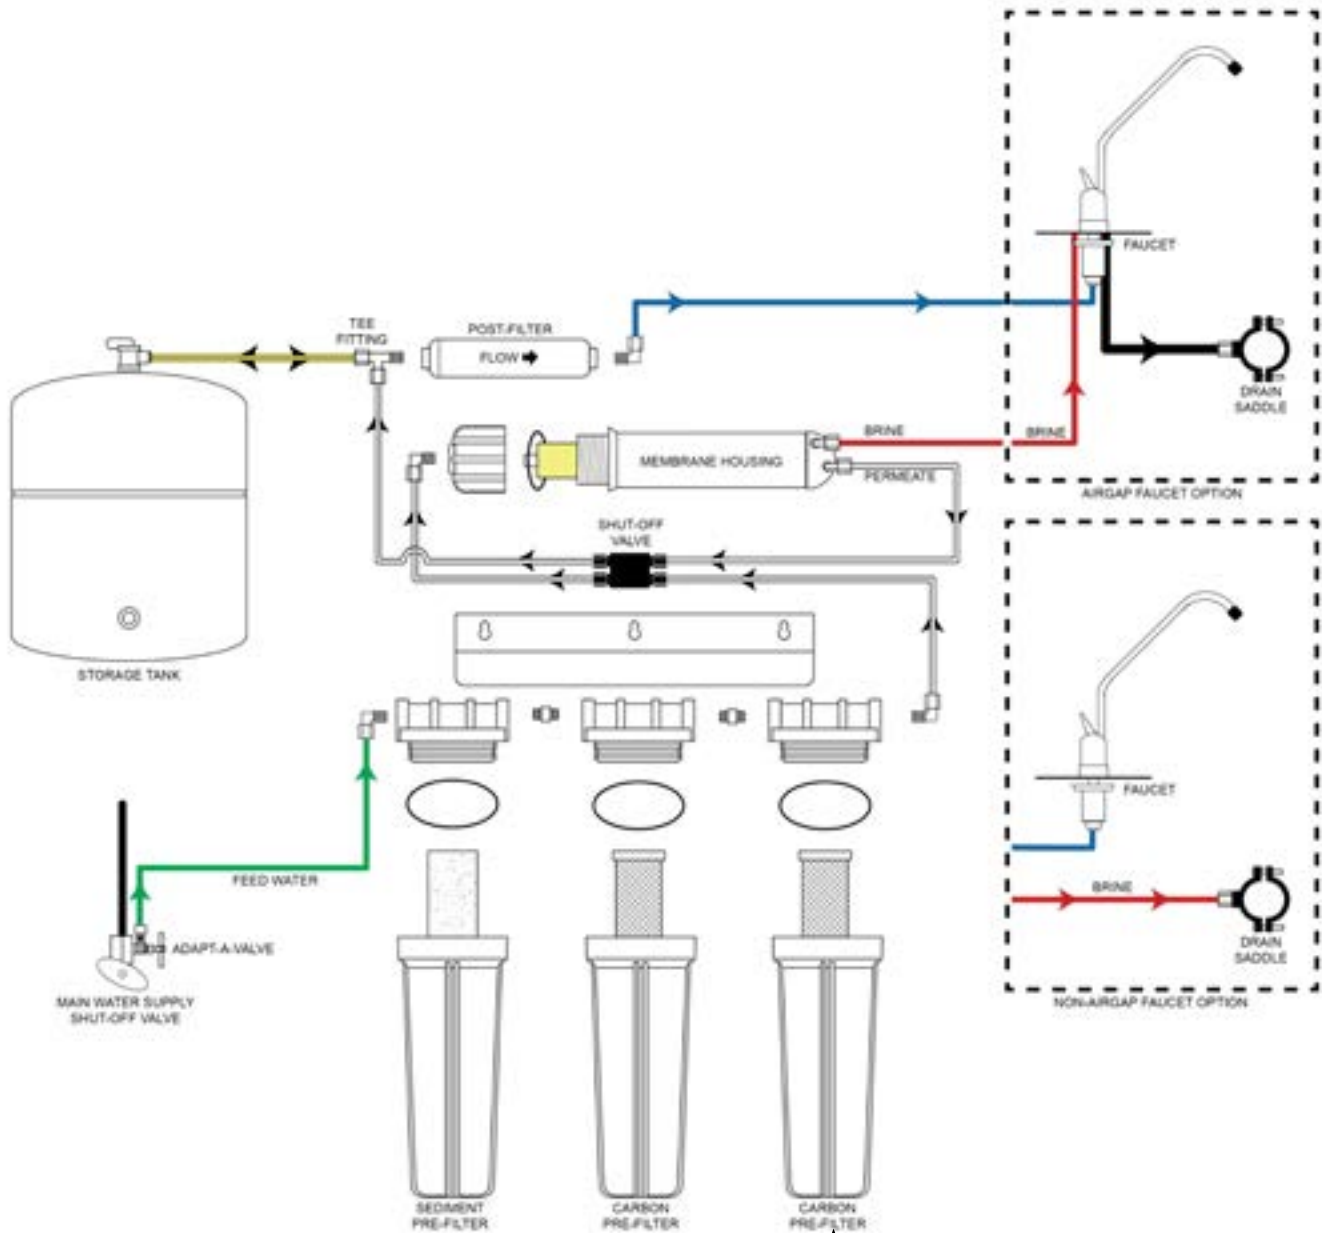 FAUCET
TEE
FITTING
POST-FILTER
FLOW
DRAIN
SADDLE
BRINE
BRINE
MEMBRANE HOUSING
PERMEATE
AIRGAP FAUCET OPTION
SHUT-OFF
VALVE
STORAGE TANK
FAUCET
FEED WATER
BRINE
ADAPT-A-VALVE
DRAIN
SADDLE
MAIN WATER SUPPLY
SHUT-OFF VALVE
NON-AIRGAP FAUCET OPTION
SEDIMENT
PRE-FILTER
CARBON
PRE-FILTER
CARBON
PRE-FILTER